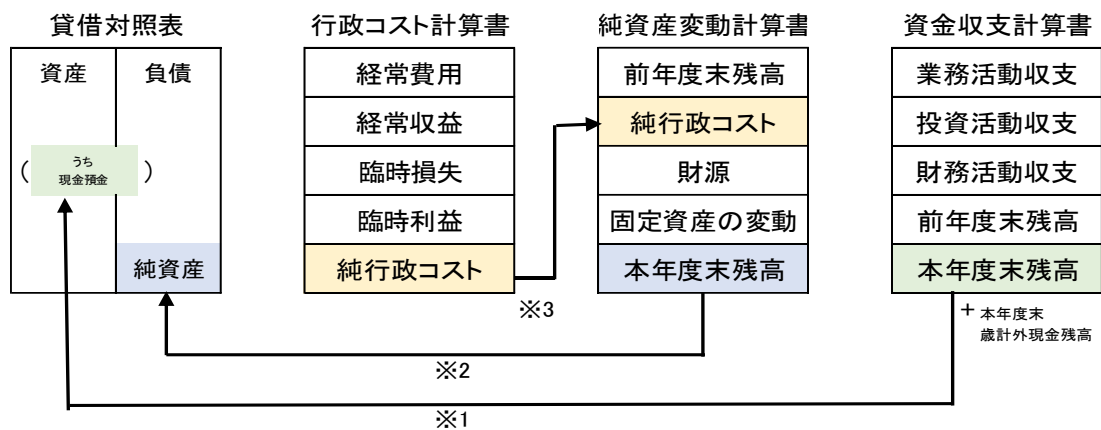 貸借対照表
資産
負債
(うち
現金預金)
純資産
行政コスト計算書
経常費用
経常収益
臨時損失
臨時利益
純行政コスト
純資産変動計算書
前年度末残高
純行政コスト
財源
固定資産の変動
本年度末残高
資金収支計算書
業務活動収支
投資活動収支
財務活動収支
前年度末残高
本年度末残高
+ 本年度末
歳計外現金残高
※3
※2
※1